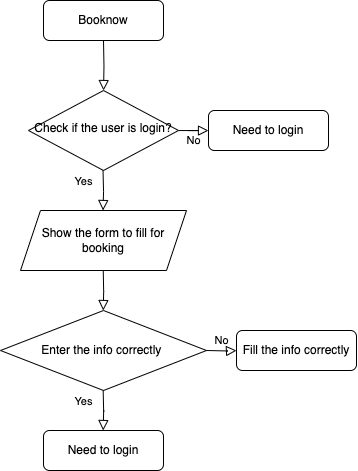 Booknow
Check if the user is login?
No
Need to login
Yes
Show the form to fill for
booking
Enter the info correctly
No
Fill the info correctly
Yes
Need to login